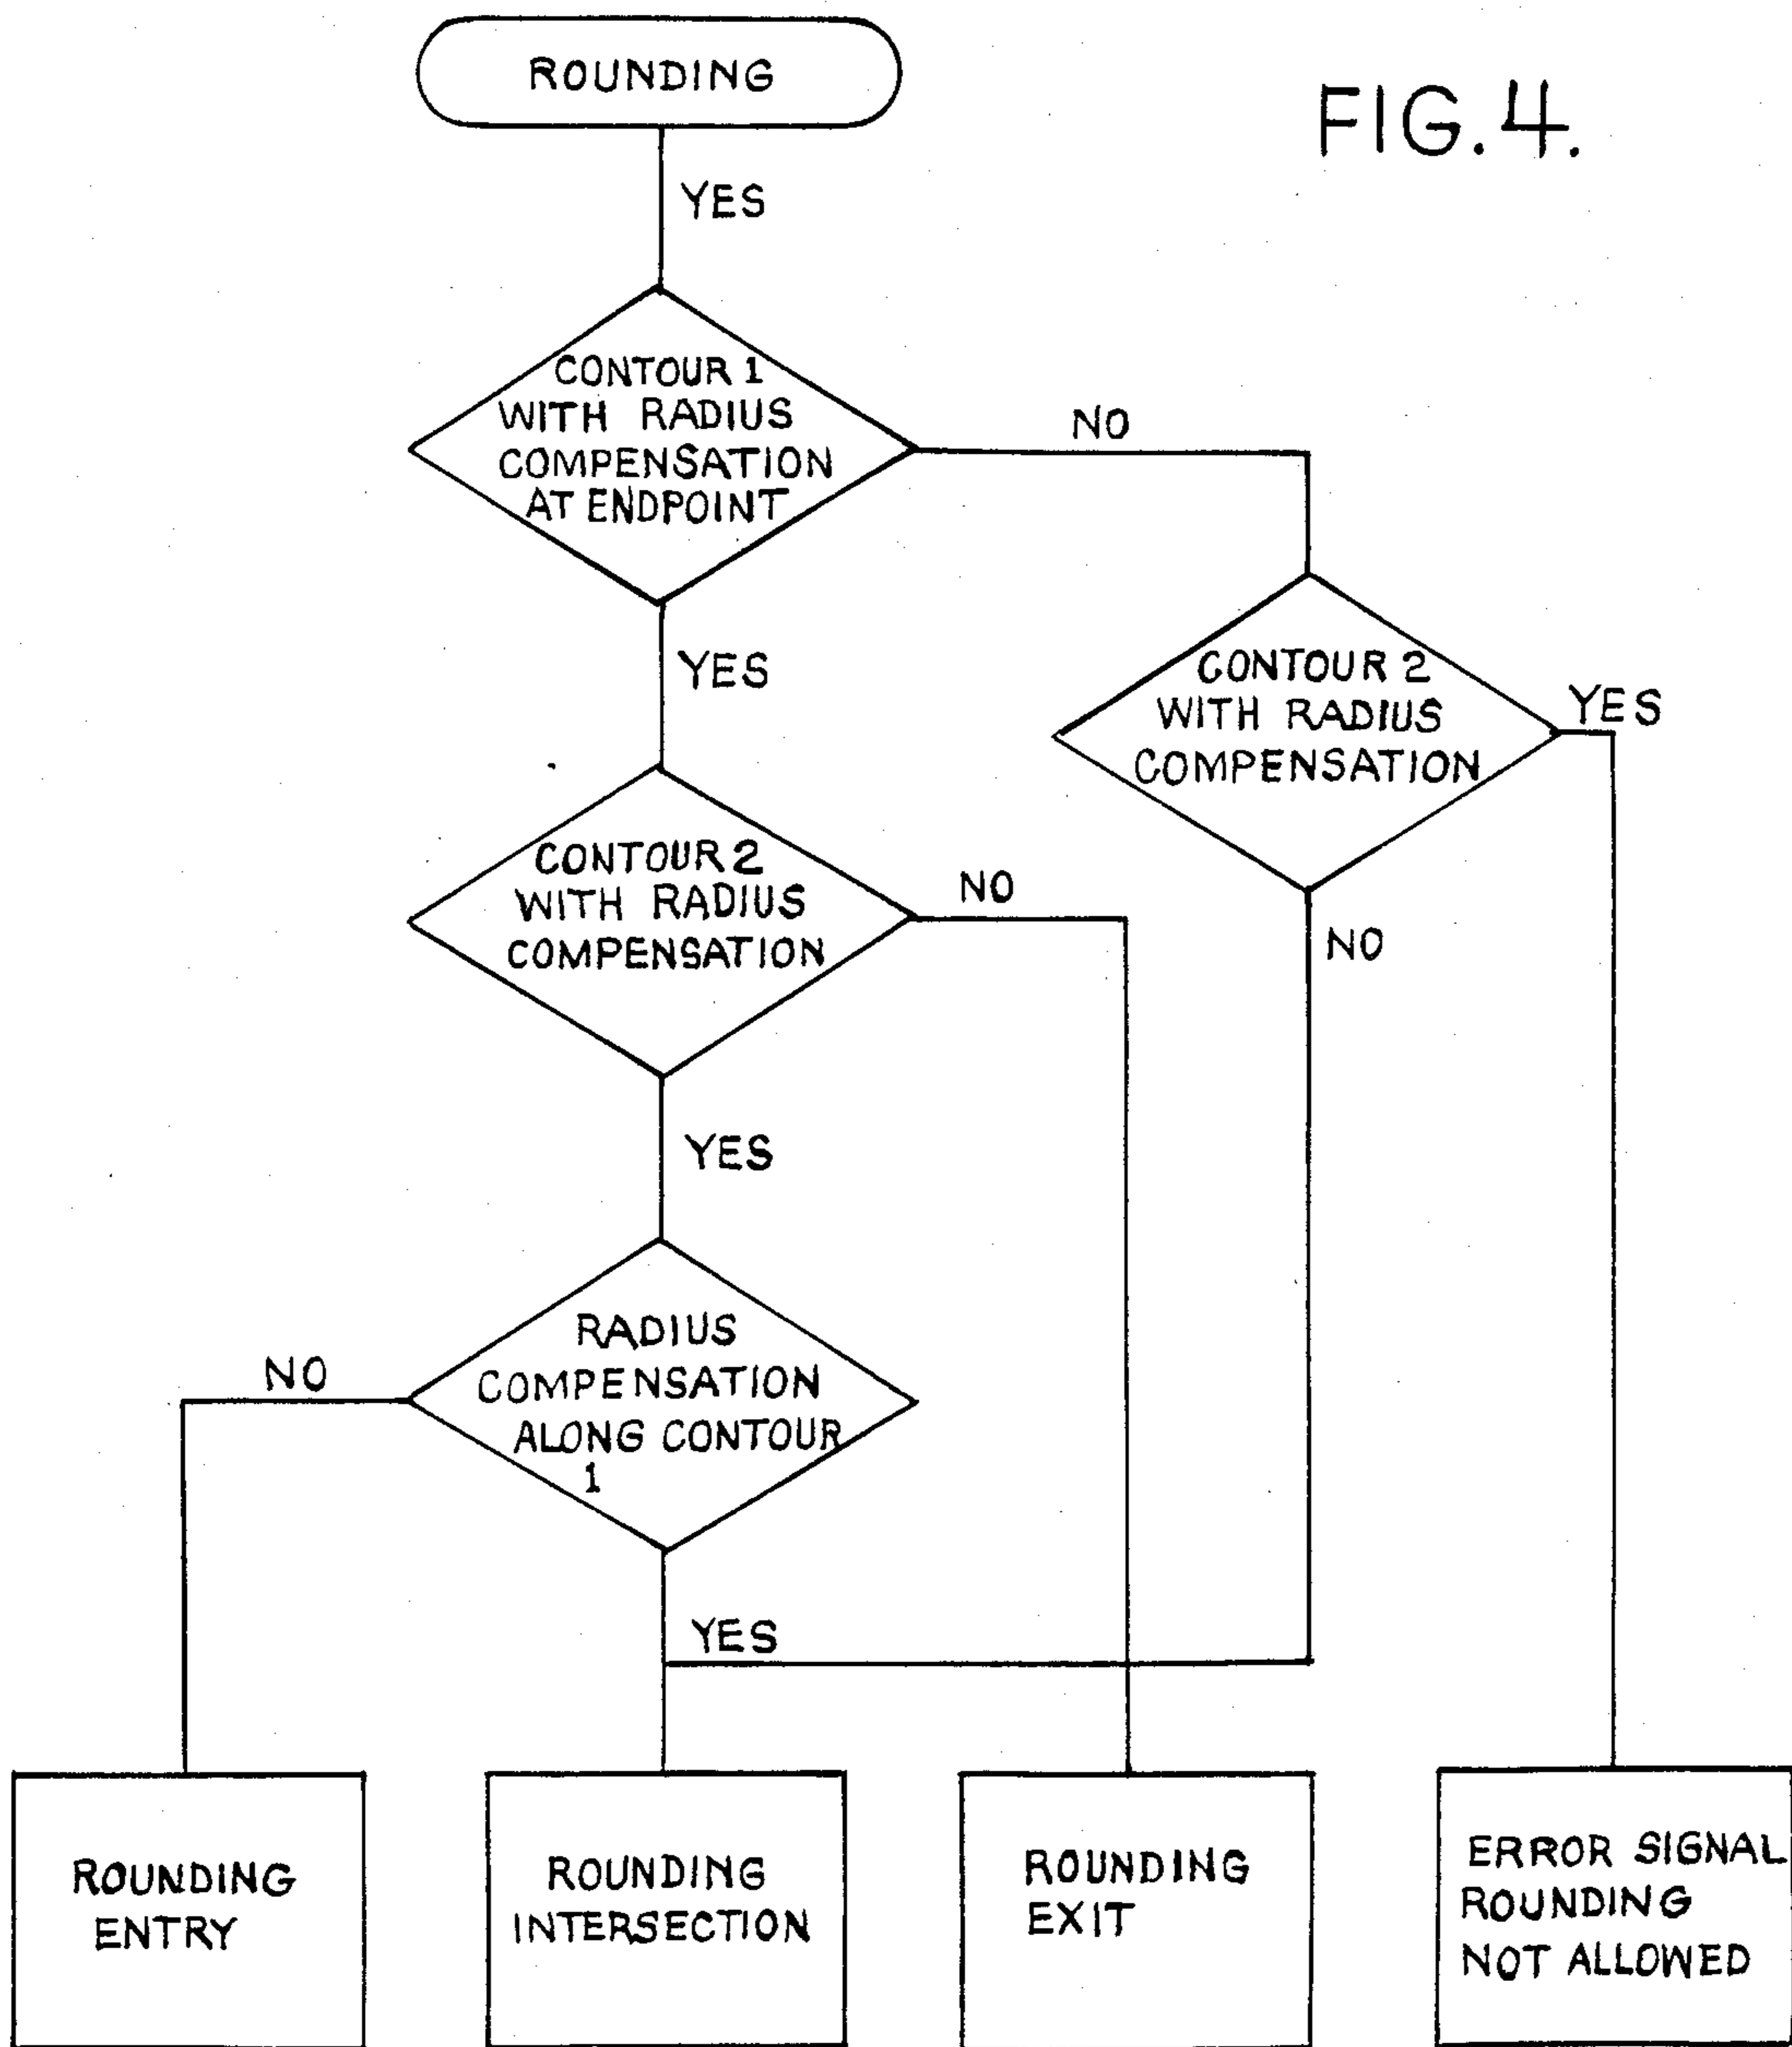 ROUNDING
FIG. 4.
YES
CONTOUR 1
WITH RADIUS
COMPENSATION
AT ENDPOINT
NO
YES
CONTOUR 2
WITH RADIUS
COMPENSATION
YES
CONTOUR 2
WITH RADIUS
COMPENSATION
NO
NO
YES
RADIUS
COMPENSATION
ALONG CONTOUR
1
NO
YES
ROUNDING
ENTRY
ROUNDING
INTERSECTION
ROUNDING
EXIT
ERROR SIGNAL
ROUNDING
NOT ALLOWED